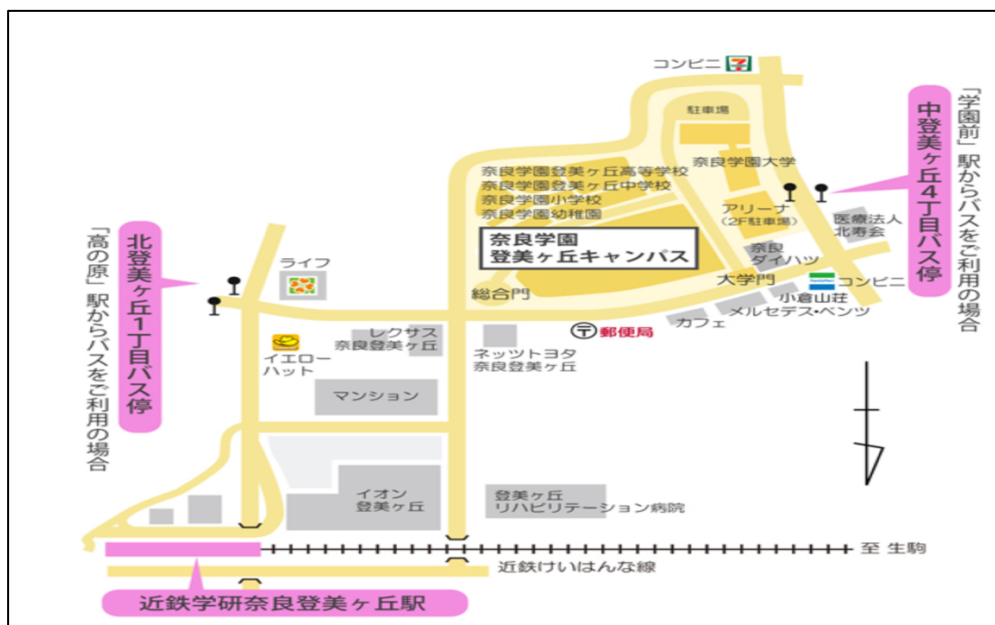 コンビニ
7
駐車場
奈良学園大学
奈良学園登美ヶ丘高等学校
奈良学園登美ヶ丘中学校
奈良学園小学校
奈良学園幼稚園
アリーナ
(2F駐車場)
医療法人
北寿会
中登美ヶ丘4丁目バス停
「学園前」駅からバスをご利用の場合
奈良学園
登美ヶ丘キャンパス
奈良
ダイハツ
大学門
コンビニ
小倉山荘
メルセデス・ベンツ
カフェ
〒郵便局
総合門
ライフ
北登美ヶ丘1丁目バス停
「高の原」駅からバスをご利用の場合
イエロー
ハット
レクサス
奈良登美ヶ丘
ネッツトヨタ
奈良登美ヶ丘
マンション
イオン
登美ヶ丘
登美ヶ丘
リハビリテーション病院
至 生駒
近鉄けいはんな線
近鉄学研奈良登美ヶ丘駅